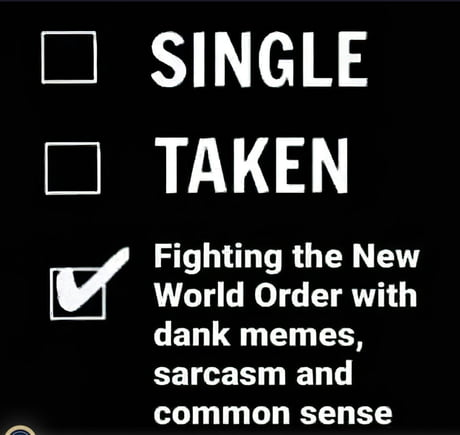 SINGLE
TAKEN
Fighting the New
World Order with
dank memes,
sarcasm and
common sense